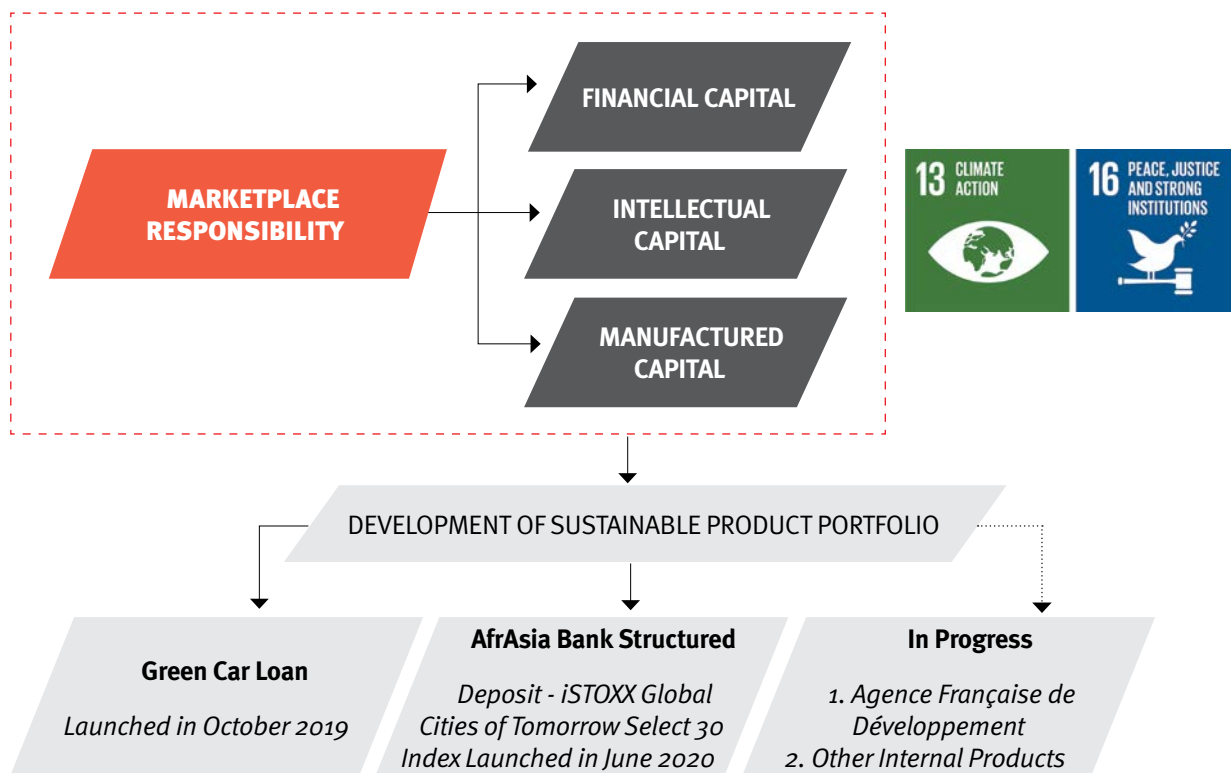 MARKETPLACE
RESPONSIBILITY
FINANCIAL CAPITAL
INTELLECTUAL
CAPITAL
MANUFACTURED
CAPITAL
13 CLIMATE
ACTION
16 PEACE, JUSTICE
AND STRONG
INSTITUTIONS
DEVELOPMENT OF SUSTAINABLE PRODUCT PORTFOLIO
Green Car Loan
Launched in October 2019
AfrAsia Bank Structured
Deposit - iSTOXX Global
Cities of Tomorrow Select 30
Index Launched in June 2020
In Progress
1. Agence Française de
Développement
2. Other Internal Products